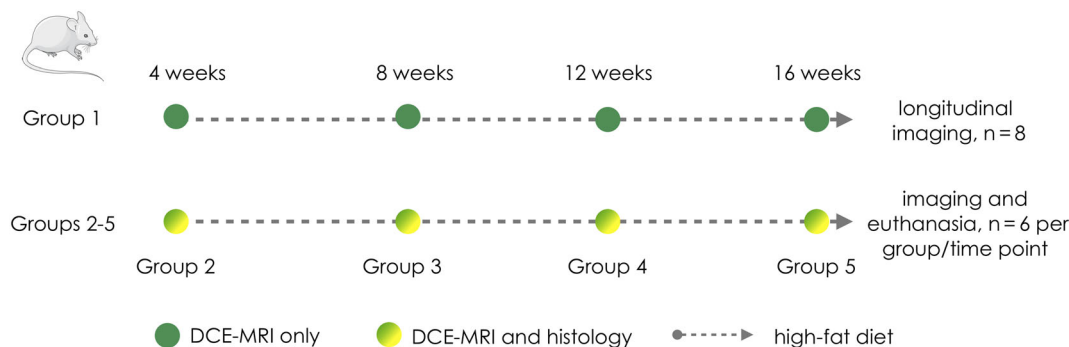 4 weeks 8 weeks 12 weeks 16 weeks
Group 1
longitudinal
imaging, n = 8
Groups 2-5
imaging and
euthanasia, n = 6 per
group/time point
Group 2 Group 3 Group 4 Group 5
DCE-MRI only DCE-MRI and histology high-fat diet